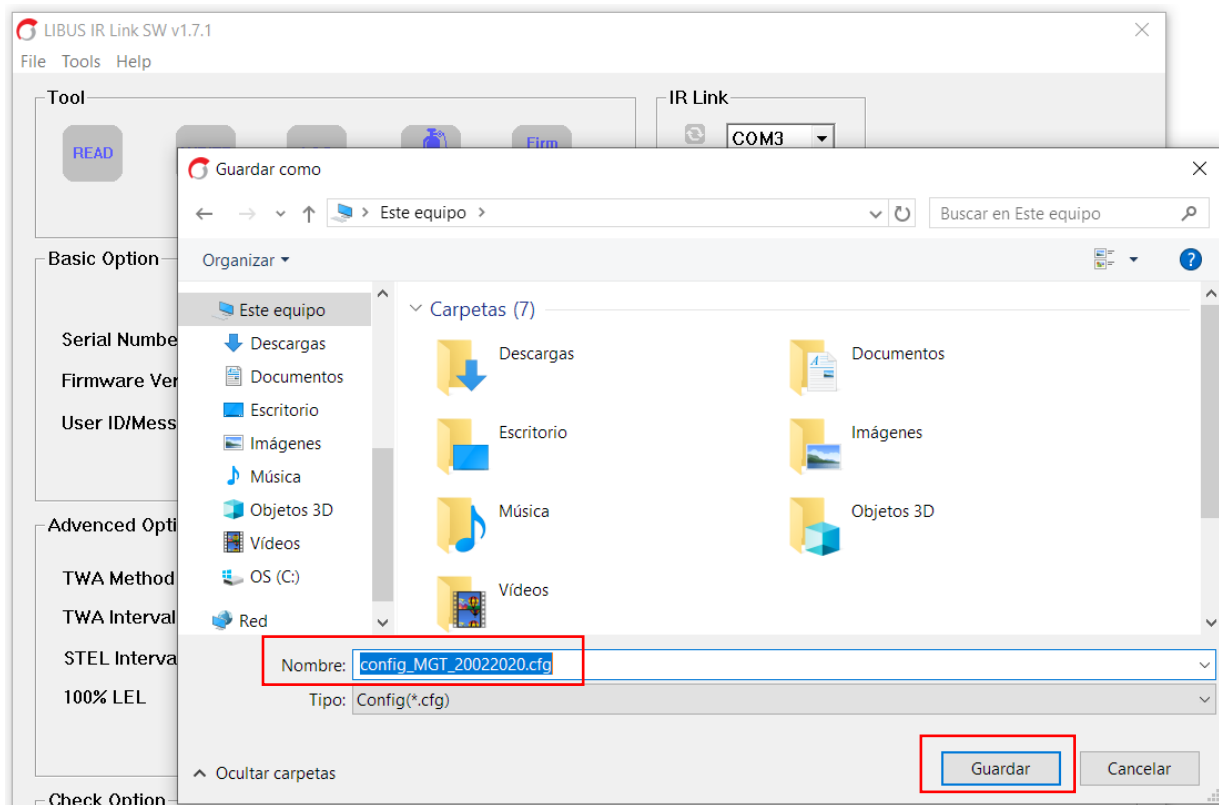 LIBUS IR Link SW v1.7.1
File Tools Help
Tool
IR Link
READ
Firm
COM3
Guardar como
Este equipo
Buscar en Este equipo
Basic Option
Organizar
Serial Numbe
Firmware Ver
User ID/Mess
Este equipo
Descargas
Documentos
Escritorio
Imágenes
Música
Objetos 3D
Vídeos
OS (C:)
Red
Carpetas (7)
Descargas
Documentos
Escritorio
Imágenes
Música
Objetos 3D
Vídeos
Advenced Opti
TWA Method
TWA Interval
STEL Interva
100% LEL
Nombre: config_MGT_20022020.cfg
Tipo: Config(*.cfg)
Ocultar carpetas
Guardar
Cancelar
Check Option